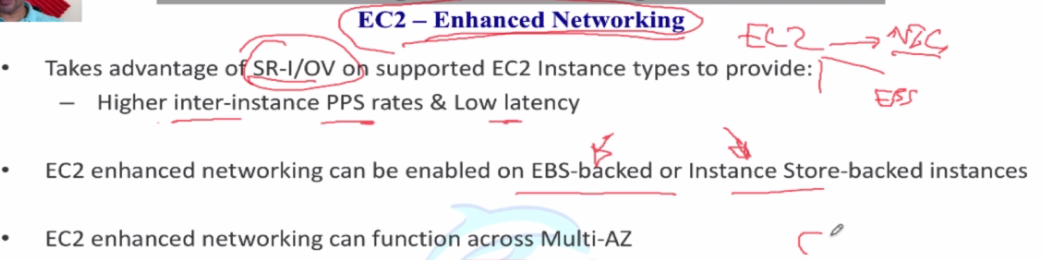 EC2 – Enhanced Networking
EC2 → NIC
• Takes advantage of SR-I/OV on supported EC2 Instance types to provide:
– Higher inter-instance PPS rates & Low latency
EBS
• EC2 enhanced networking can be enabled on EBS-backed or Instance Store-backed instances
• EC2 enhanced networking can function across Multi-AZ